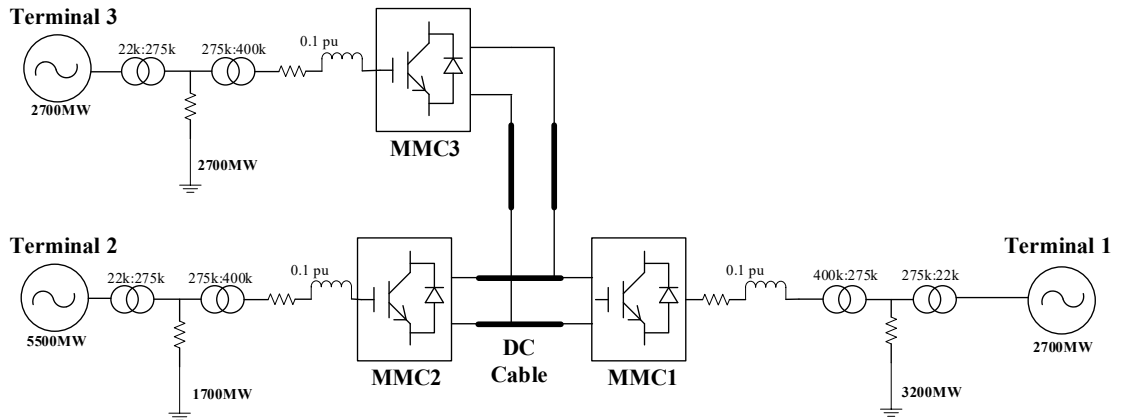 Terminal 3
22k:275k
275k:400k
0.1 pu
2700MW
2700MW
MMC3
Terminal 2
22k:275k
275k:400k
0.1 pu
5500MW
1700MW
MMC2
DC
Cable
MMC1
Terminal 1
0.1 pu
400k:275k
275k:22k
2700MW
3200MW